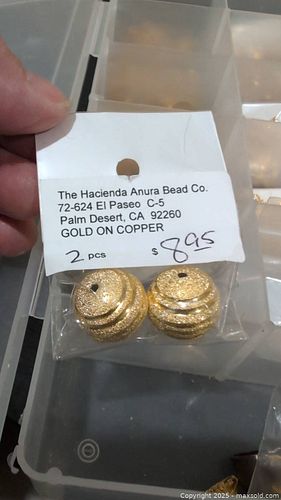 The Hacienda Anura Bead Co.
72-624 El Paseo C-5
Palm Desert, CA 92260
GOLD ON COPPER
2 pcs $ 8.95
Copyright 2025 - maxsold.com